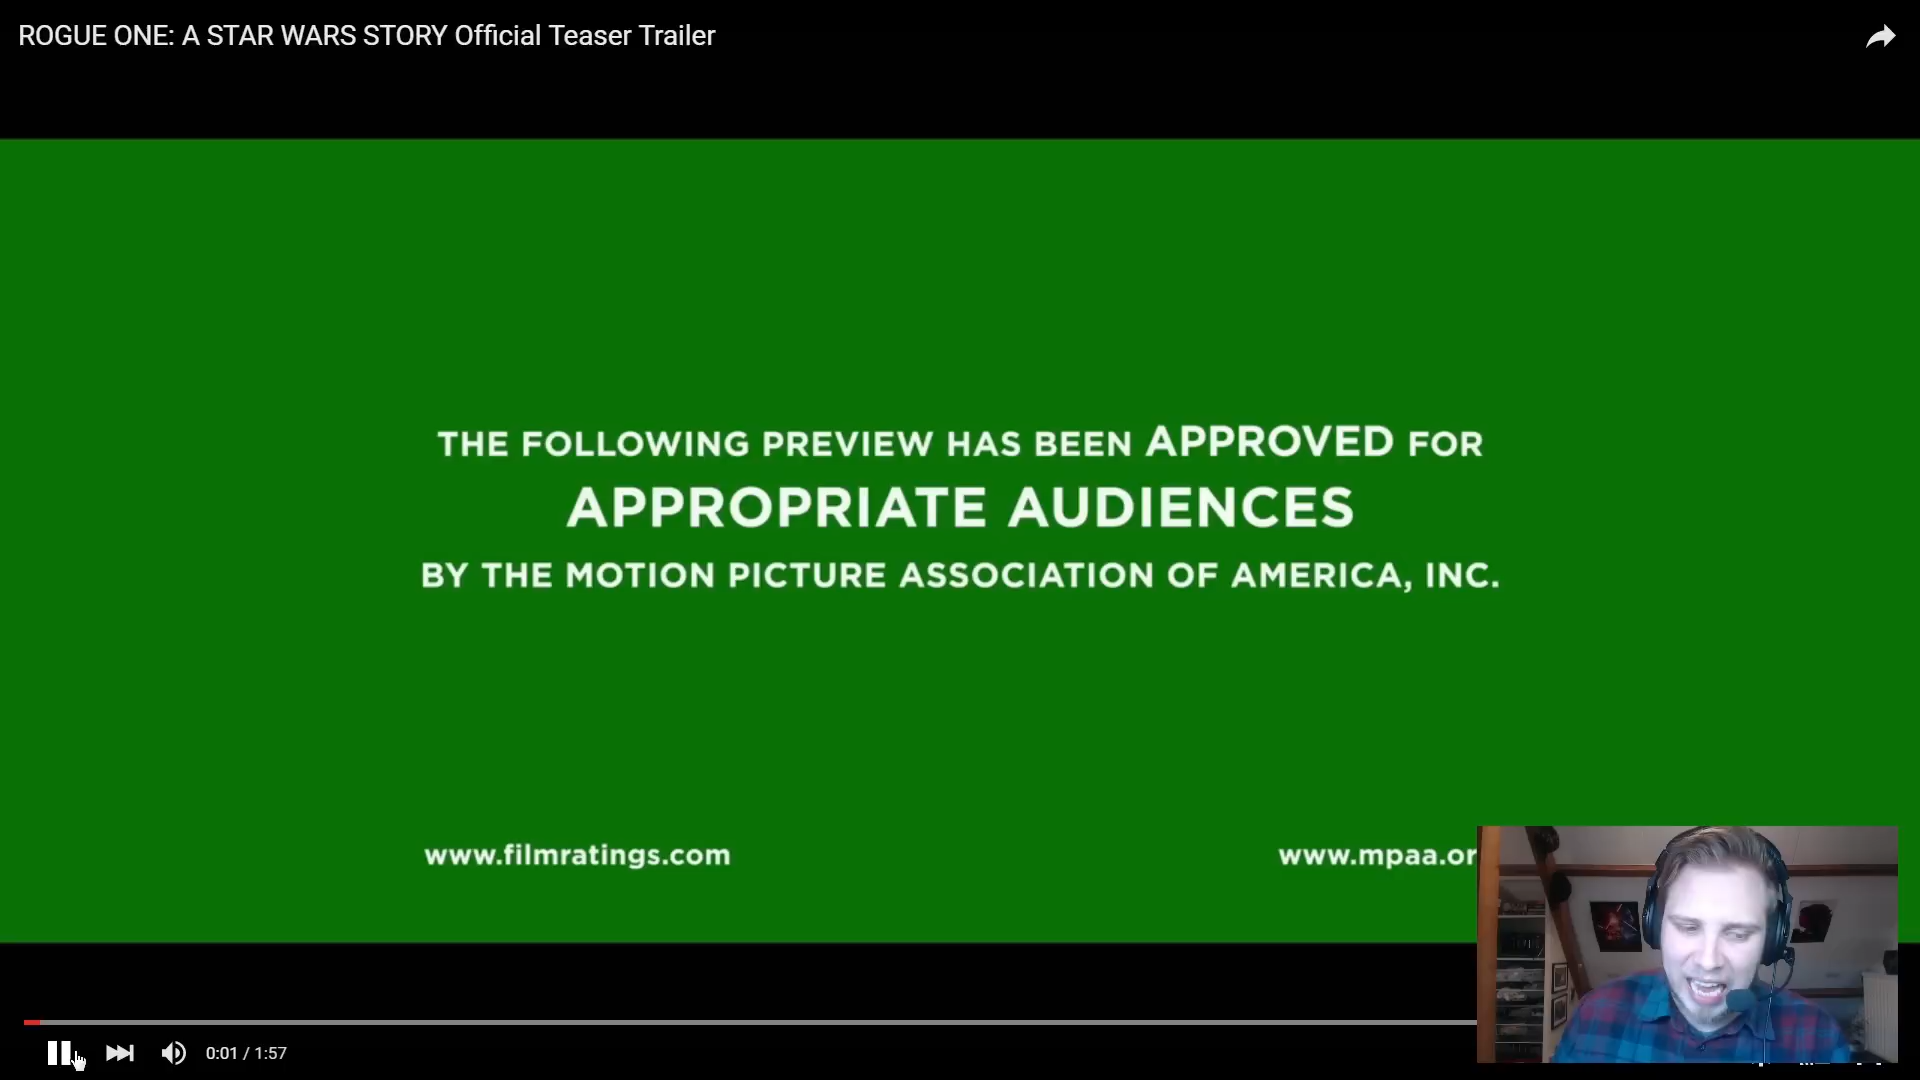 ROGUE ONE: A STAR WARS STORY Official Teaser Trailer
THE FOLLOWING PREVIEW HAS BEEN APPROVED FOR
APPROPRIATE AUDIENCES
BY THE MOTION PICTURE ASSOCIATION OF AMERICA, INC.
www.filmratings.com
www.mpaa.or
0:01 / 1:57